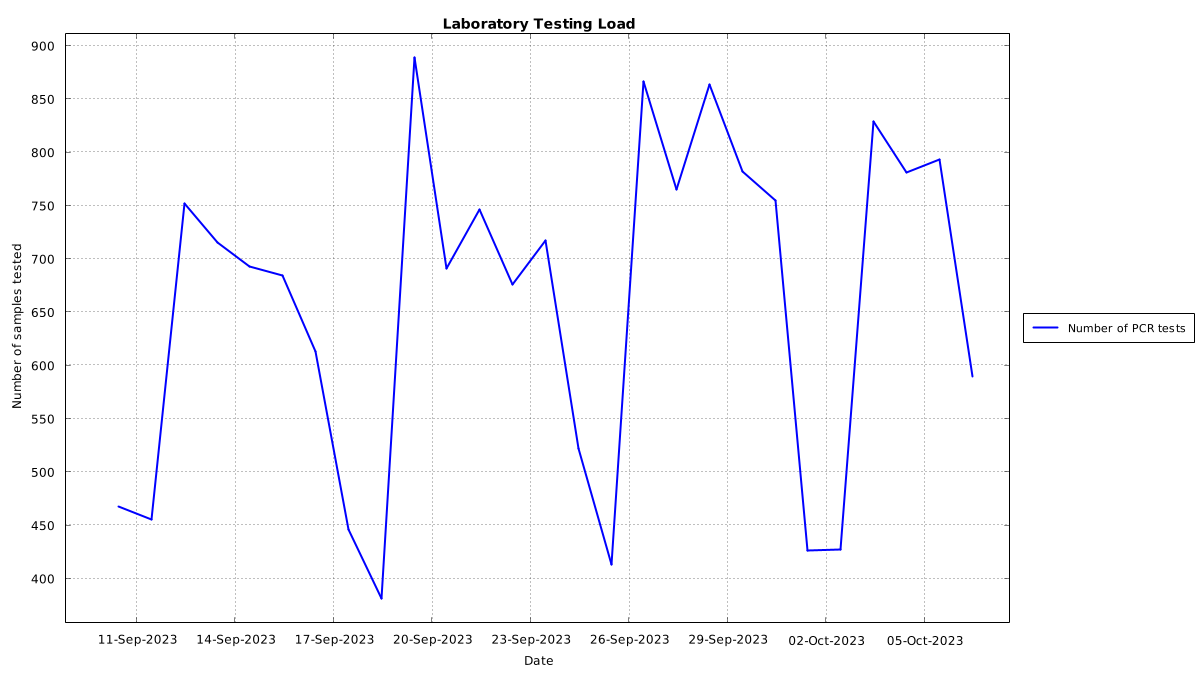 Laboratory Testing Load
900
850
800
750
700
650
600
550
500
450
400
Number of samples tested
11-Sep-2023 14-Sep-2023 17-Sep-2023 20-Sep-2023 23-Sep-2023 26-Sep-2023 29-Sep-2023 02-Oct-2023 05-Oct-2023
Date
Number of PCR tests